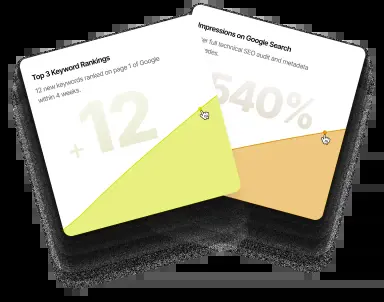 Top 3 Keyword Rankings
12 new keywords ranked on page 1 of Google
within 4 weeks.
+12
Impressions on Google Search
full technical SEO audit and metadata
540%